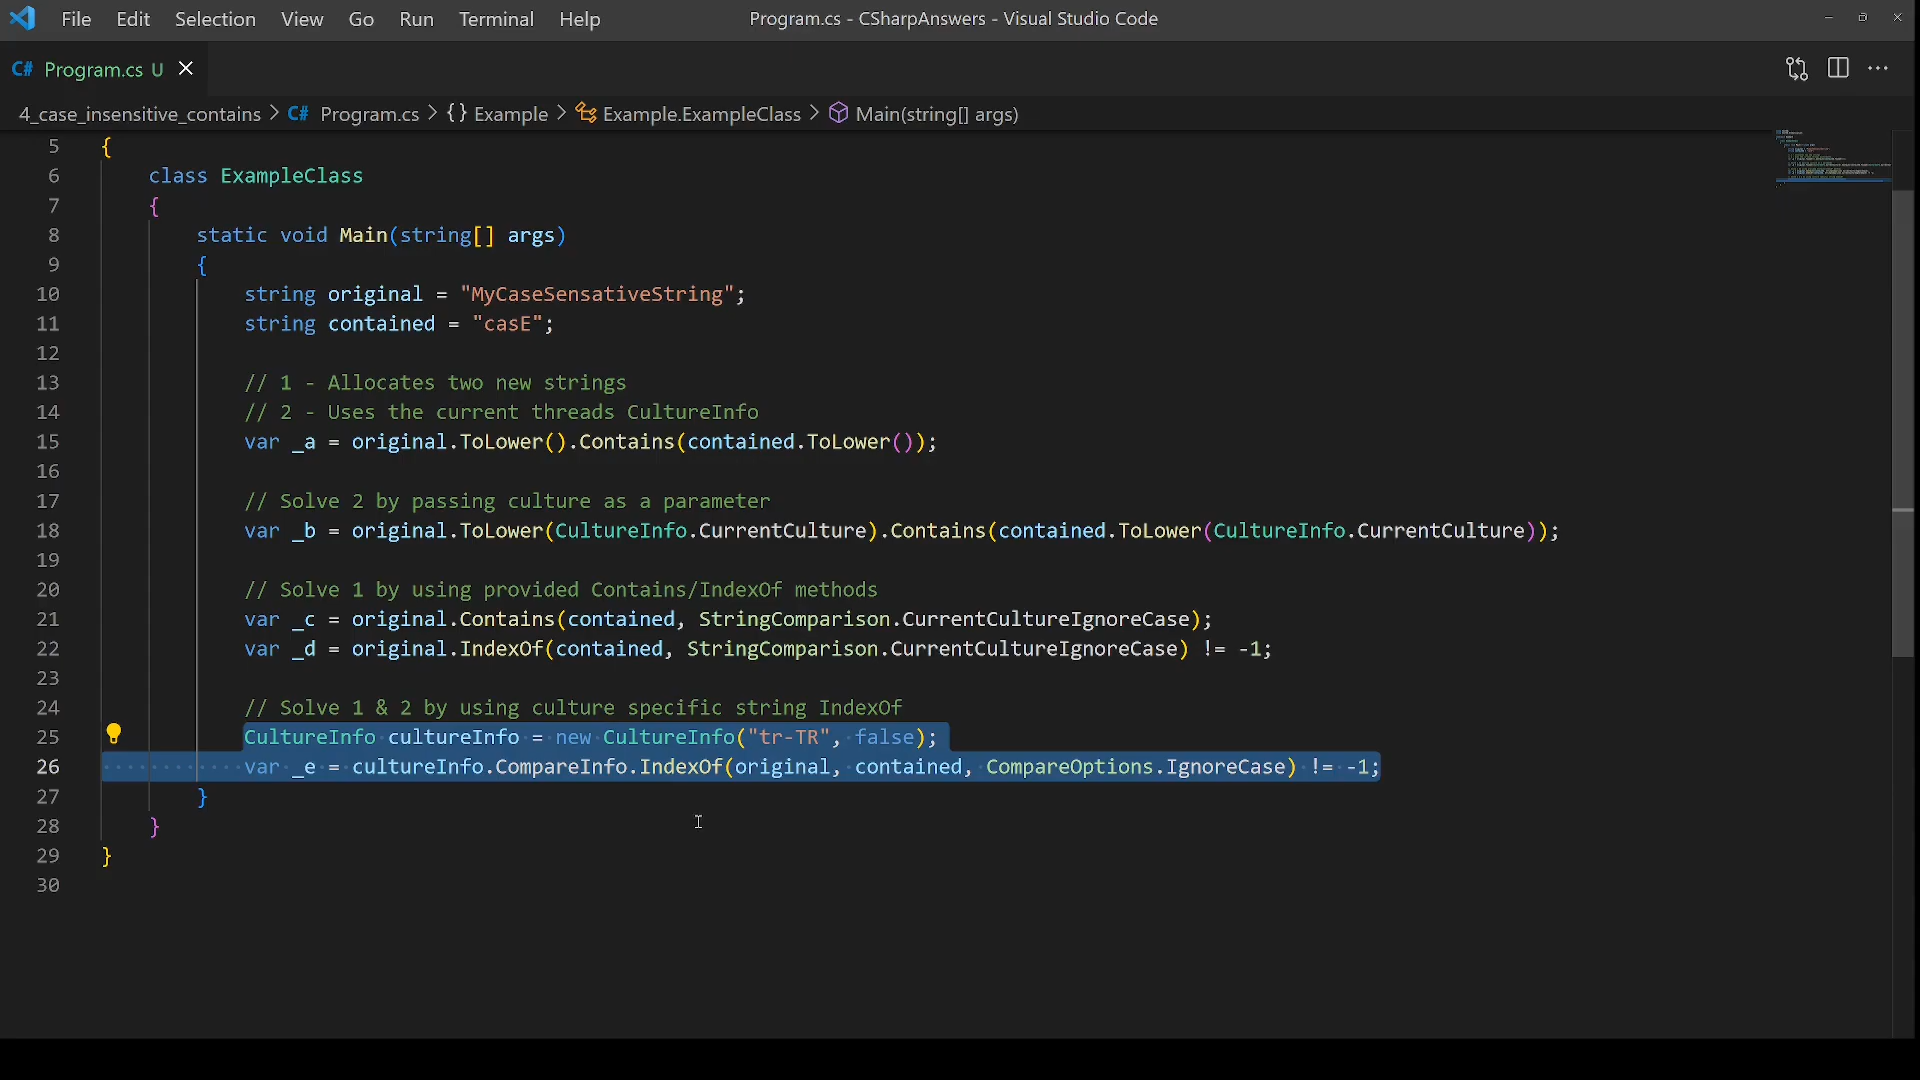 File Edit Selection View Go Run Terminal Help Program.cs - CSharpAnswers - Visual Studio Code
C# Program.cs U
4_case_insensitive_contains > C# Program.cs > {} Example > Example.ExampleClass > Main(string[] args)
5 {
6 class ExampleClass
7 {
8 static void Main(string[] args)
9 {
10 string original = "MyCaseSensativeString";
11 string contained = "casE";
12
13 // 1 - Allocates two new strings
14 // 2 - Uses the current threads CultureInfo
15 var _a = original.ToLower().Contains(contained.ToLower());
16
17 // Solve 2 by passing culture as a parameter
18 var _b = original.ToLower(CultureInfo.CurrentCulture).Contains(contained.ToLower(CultureInfo.CurrentCulture));
19
20 // Solve 1 by using provided Contains/IndexOf methods
21 var _c = original.Contains(contained, StringComparison.CurrentCultureIgnoreCase);
22 var _d = original.IndexOf(contained, StringComparison.CurrentCultureIgnoreCase) != -1;
23
24 // Solve 1 & 2 by using culture specific string IndexOf
25 CultureInfo cultureInfo = new CultureInfo("tr-TR", false);
26 var _e = cultureInfo.CompareInfo.IndexOf(original, contained, CompareOptions.IgnoreCase) != -1;
27 }
28 }
29 }
30